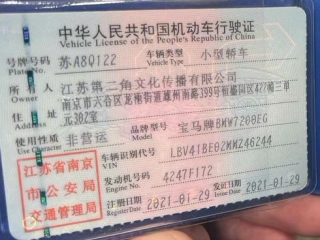 中华人民共和国机动车行驶证
Vehicle License of the People's Republic of China
号牌号码 苏A8Q122 车辆类型 小型轿车
Plate No. Vehicle Type
所有人 江苏第二角文化传播有限公司
Owner
住址 南京市六合区龙池街道雄州南路399号恒盛园区47幢三单
Address 元302室
使用性质 非营运 品牌型号 宝马牌BMW7200EG
Use Character Model
江苏省南京 车辆识别代号 LBV41BE02MMZ46244
VIN
市公安局 发动机号码 4247F172
Engine No.
交通管理局 注册日期 2021-01-29 发证日期 2021-01-29
Register Date Issue Date